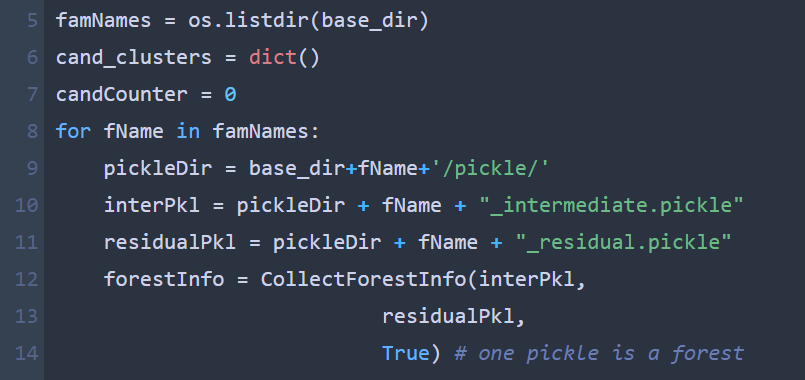 5 famNames = os.listdir(base_dir)
6 cand_clusters = dict()
7 candCounter = 0
8 for fName in famNames:
9     pickleDir = base_dir+fName+'/pickle/'
10     interPkl = pickleDir + fName + "_intermediate.pickle"
11     residualPkl = pickleDir + fName + "_residual.pickle"
12     forestInfo = CollectForestInfo(interPkl,
13                            residualPkl,
14                            True) # one pickle is a forest